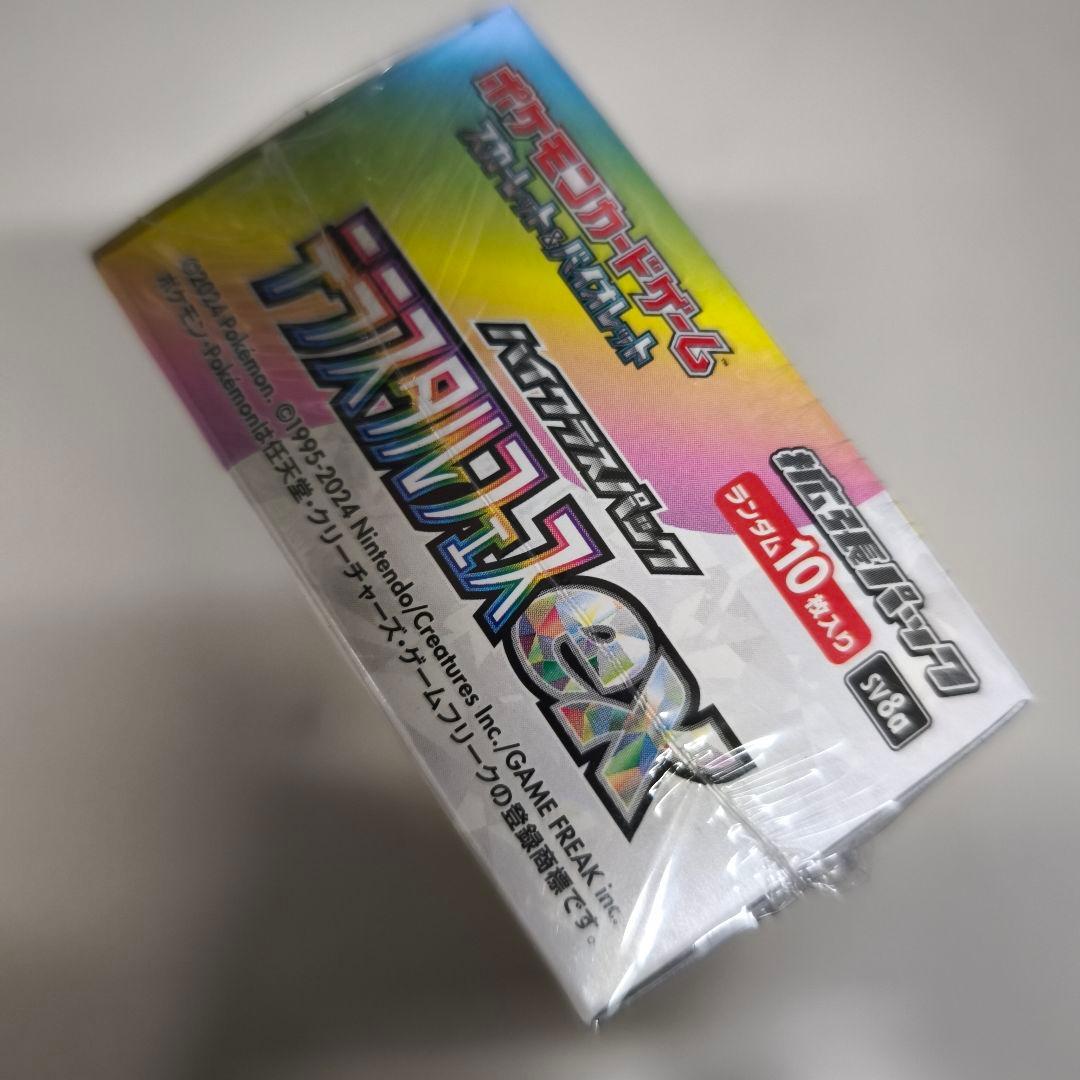 ポケモンカードゲーム
スカーレット&バイオレット
拡張パック
ランダム10枚入り
SV8a
ハイクラスパック
テラスタルフェスex
©2024 Pokémon. ©1995-2024 Nintendo/Creatures Inc./GAME FREAK inc.
ポケモン・Pokémonは任天堂・クリーチャーズ・ゲームフリークの登録商標です。